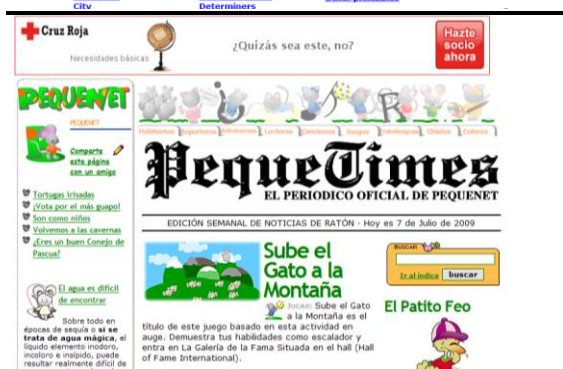 City
Determiners
Cruz Roja
Necesidades básicas
¿Quizás sea este, no?
Hazte
socio
ahora
PEQUENET
PEQUENET
Comparte
esta página
con un amigo
Tortugas Irisadas
¡Vota por el más guapo!
Son como niños
Volvemos a las cavernas
¿Eres un buen Conejo de
Pascua?
El agua es difícil
de encontrar
Sobre todo en
épocas de sequía o si se
trata de agua mágica, el
líquido elemento inodoro,
incoloro e insípido, puede
resultar realmente difícil de
Habitantes Reporteros Lecturas Canciones Juegos Chistes Colorea
PequeTimes
EL PERIODICO OFICIAL DE PEQUENET
EDICIÓN SEMANAL DE NOTICIAS DE RATÓN - Hoy es 7 de Julio de 2009
Sube el
Gato a la
Montaña
JUGAR: Sube el Gato
a la Montaña es el
título de este juego basado en esta actividad en
auge. Demuestra tus habilidades como escalador y
entra en La Galería de la Fama Situada en el hall (Hall
of Fame International).
BUSCAR
Ir al índice buscar
El Patito Feo